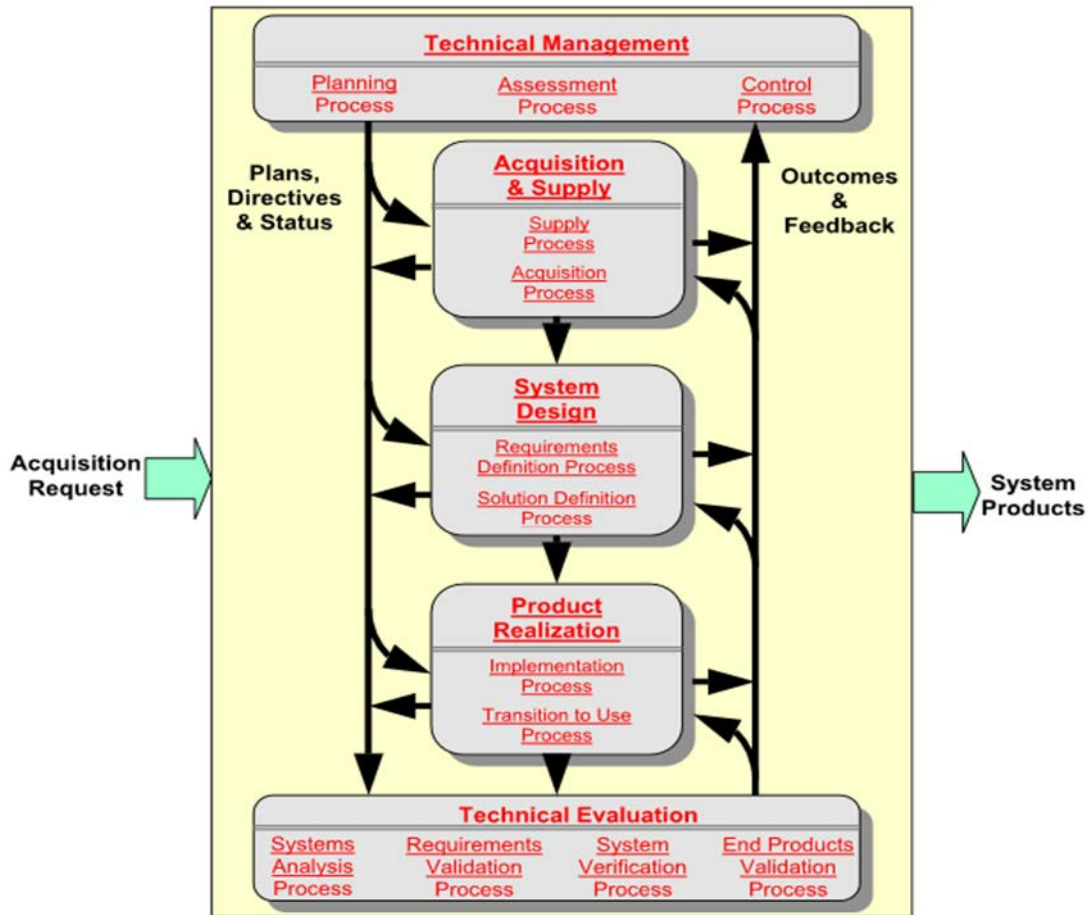 Technical Management
Planning
Process
Assessment
Process
Control
Process
Plans,
Directives
& Status
Acquisition
& Supply
Supply
Process
Acquisition
Process
Outcomes
&
Feedback
System
Design
Requirements
Definition Process
Solution Definition
Process
Acquisition
Request
System
Products
Product
Realization
Implementation
Process
Transition to Use
Process
Technical Evaluation
Systems
Analysis
Process
Requirements
Validation
Process
System
Verification
Process
End Products
Validation
Process